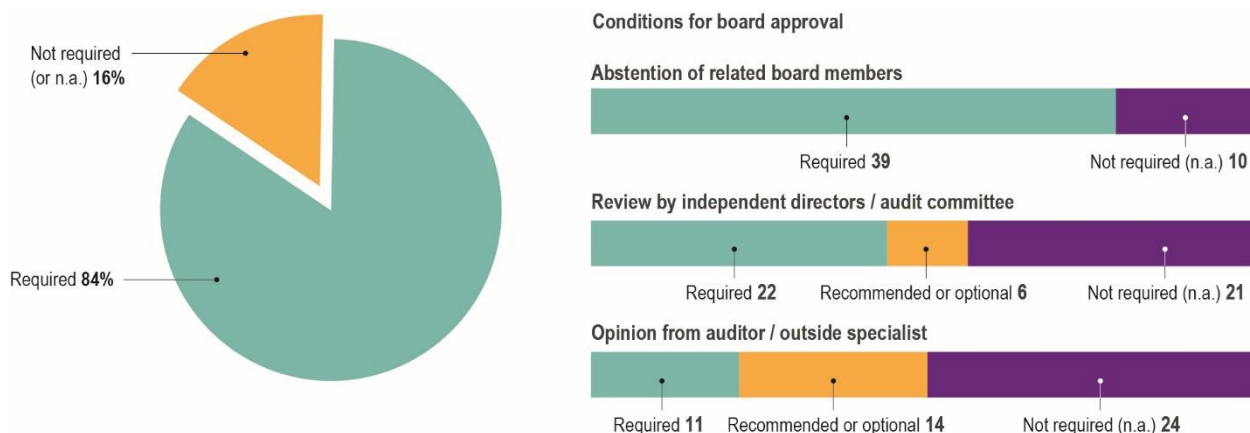 Not required
(or n.a.) 16%
Required 84%
Conditions for board approval
Abstention of related board members
Required 39
Not required (n.a.) 10
Review by independent directors / audit committee
Required 22
Recommended or optional 6
Not required (n.a.) 21
Opinion from auditor / outside specialist
Required 11
Recommended or optional 14
Not required (n.a.) 24